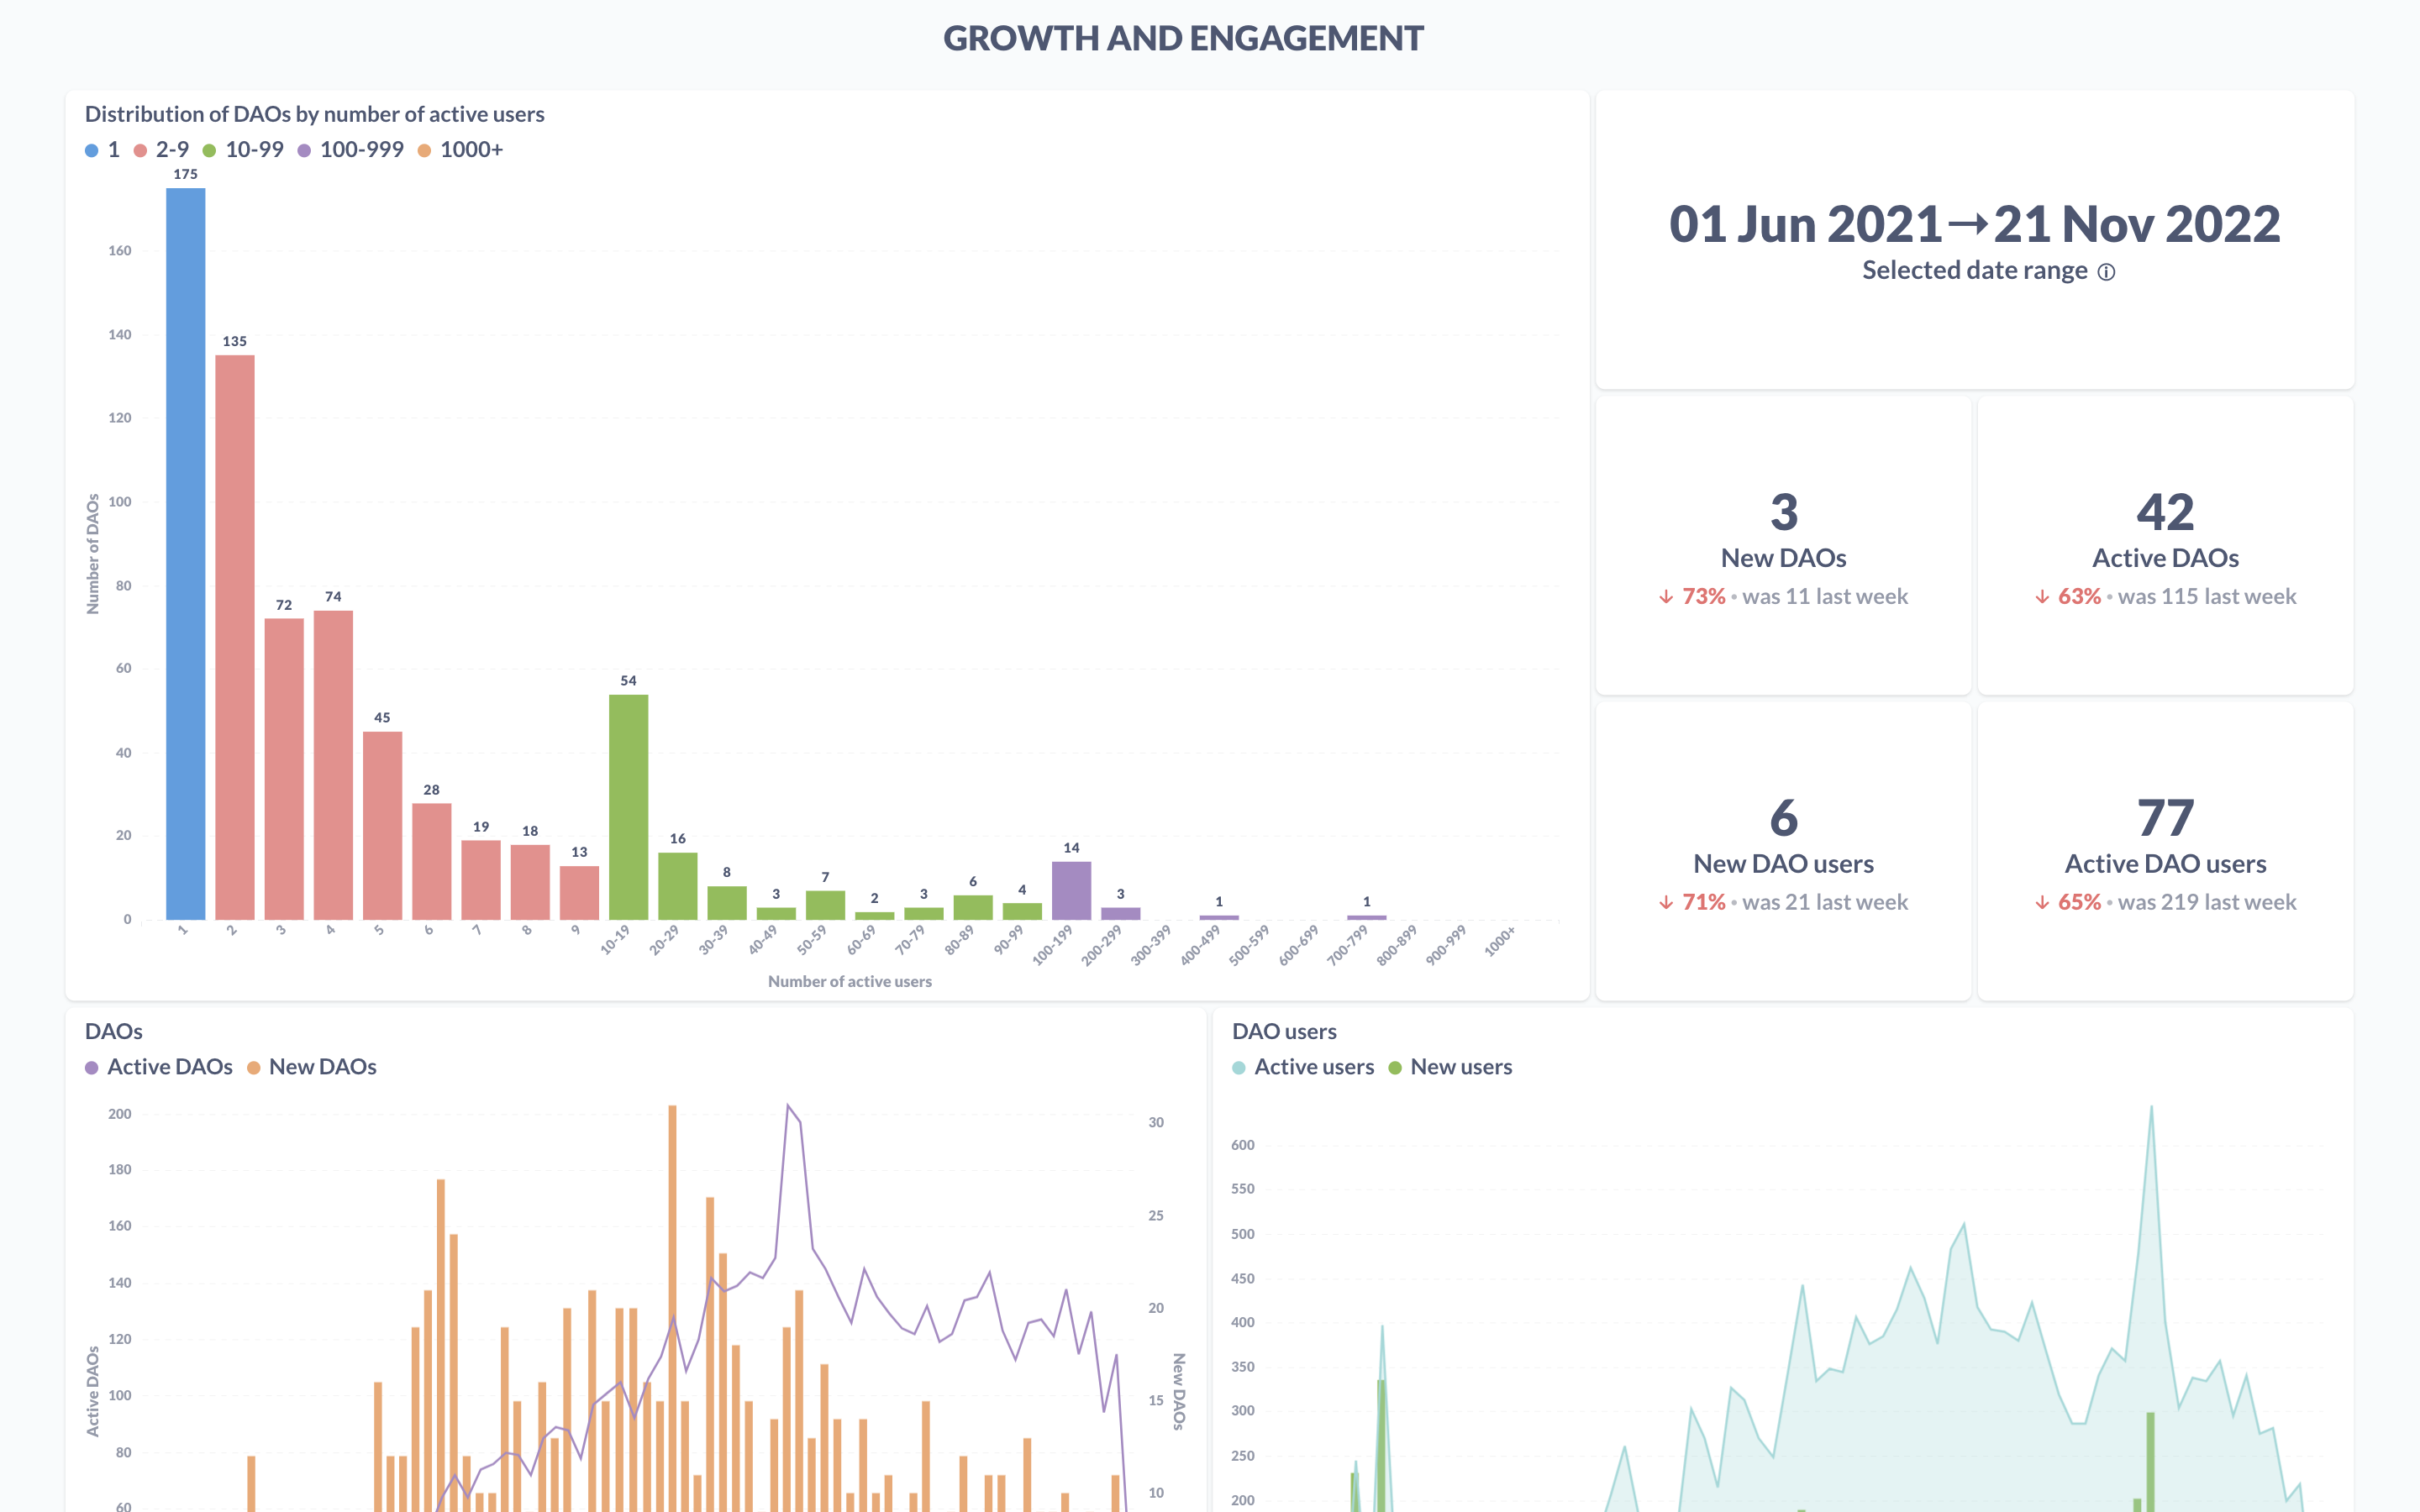 GROWTH AND ENGAGEMENT
Distribution of DAOs by number of active users
1 2-9 10-99 100-999 1000+
175
160
140
135
120
100
80
74
72
60
54
45
40
28
20
19
18
16
13
14
8
3
7
2
3
6
4
3
1
1
0
Number of DAOs
1 2 3 4 5 6 7 8 9 10-19 20-29 30-39 40-49 50-59 60-69 70-79 80-89 90-99 100-199 200-299 300-399 400-499 500-599 600-699 700-799 800-899 900-999 1000+
Number of active users
01 Jun 2021→21 Nov 2022
Selected date range
3
New DAOs
↓ 73% • was 11 last week
42
Active DAOs
↓ 63% • was 115 last week
6
New DAO users
↓ 71% • was 21 last week
77
Active DAO users
↓ 65% • was 219 last week
DAOs
Active DAOs New DAOs
200
180
160
140
120
100
80
60
Active DAOs
30
25
20
15
10
New DAOs
DAO users
Active users New users
600
550
500
450
400
350
300
250
200